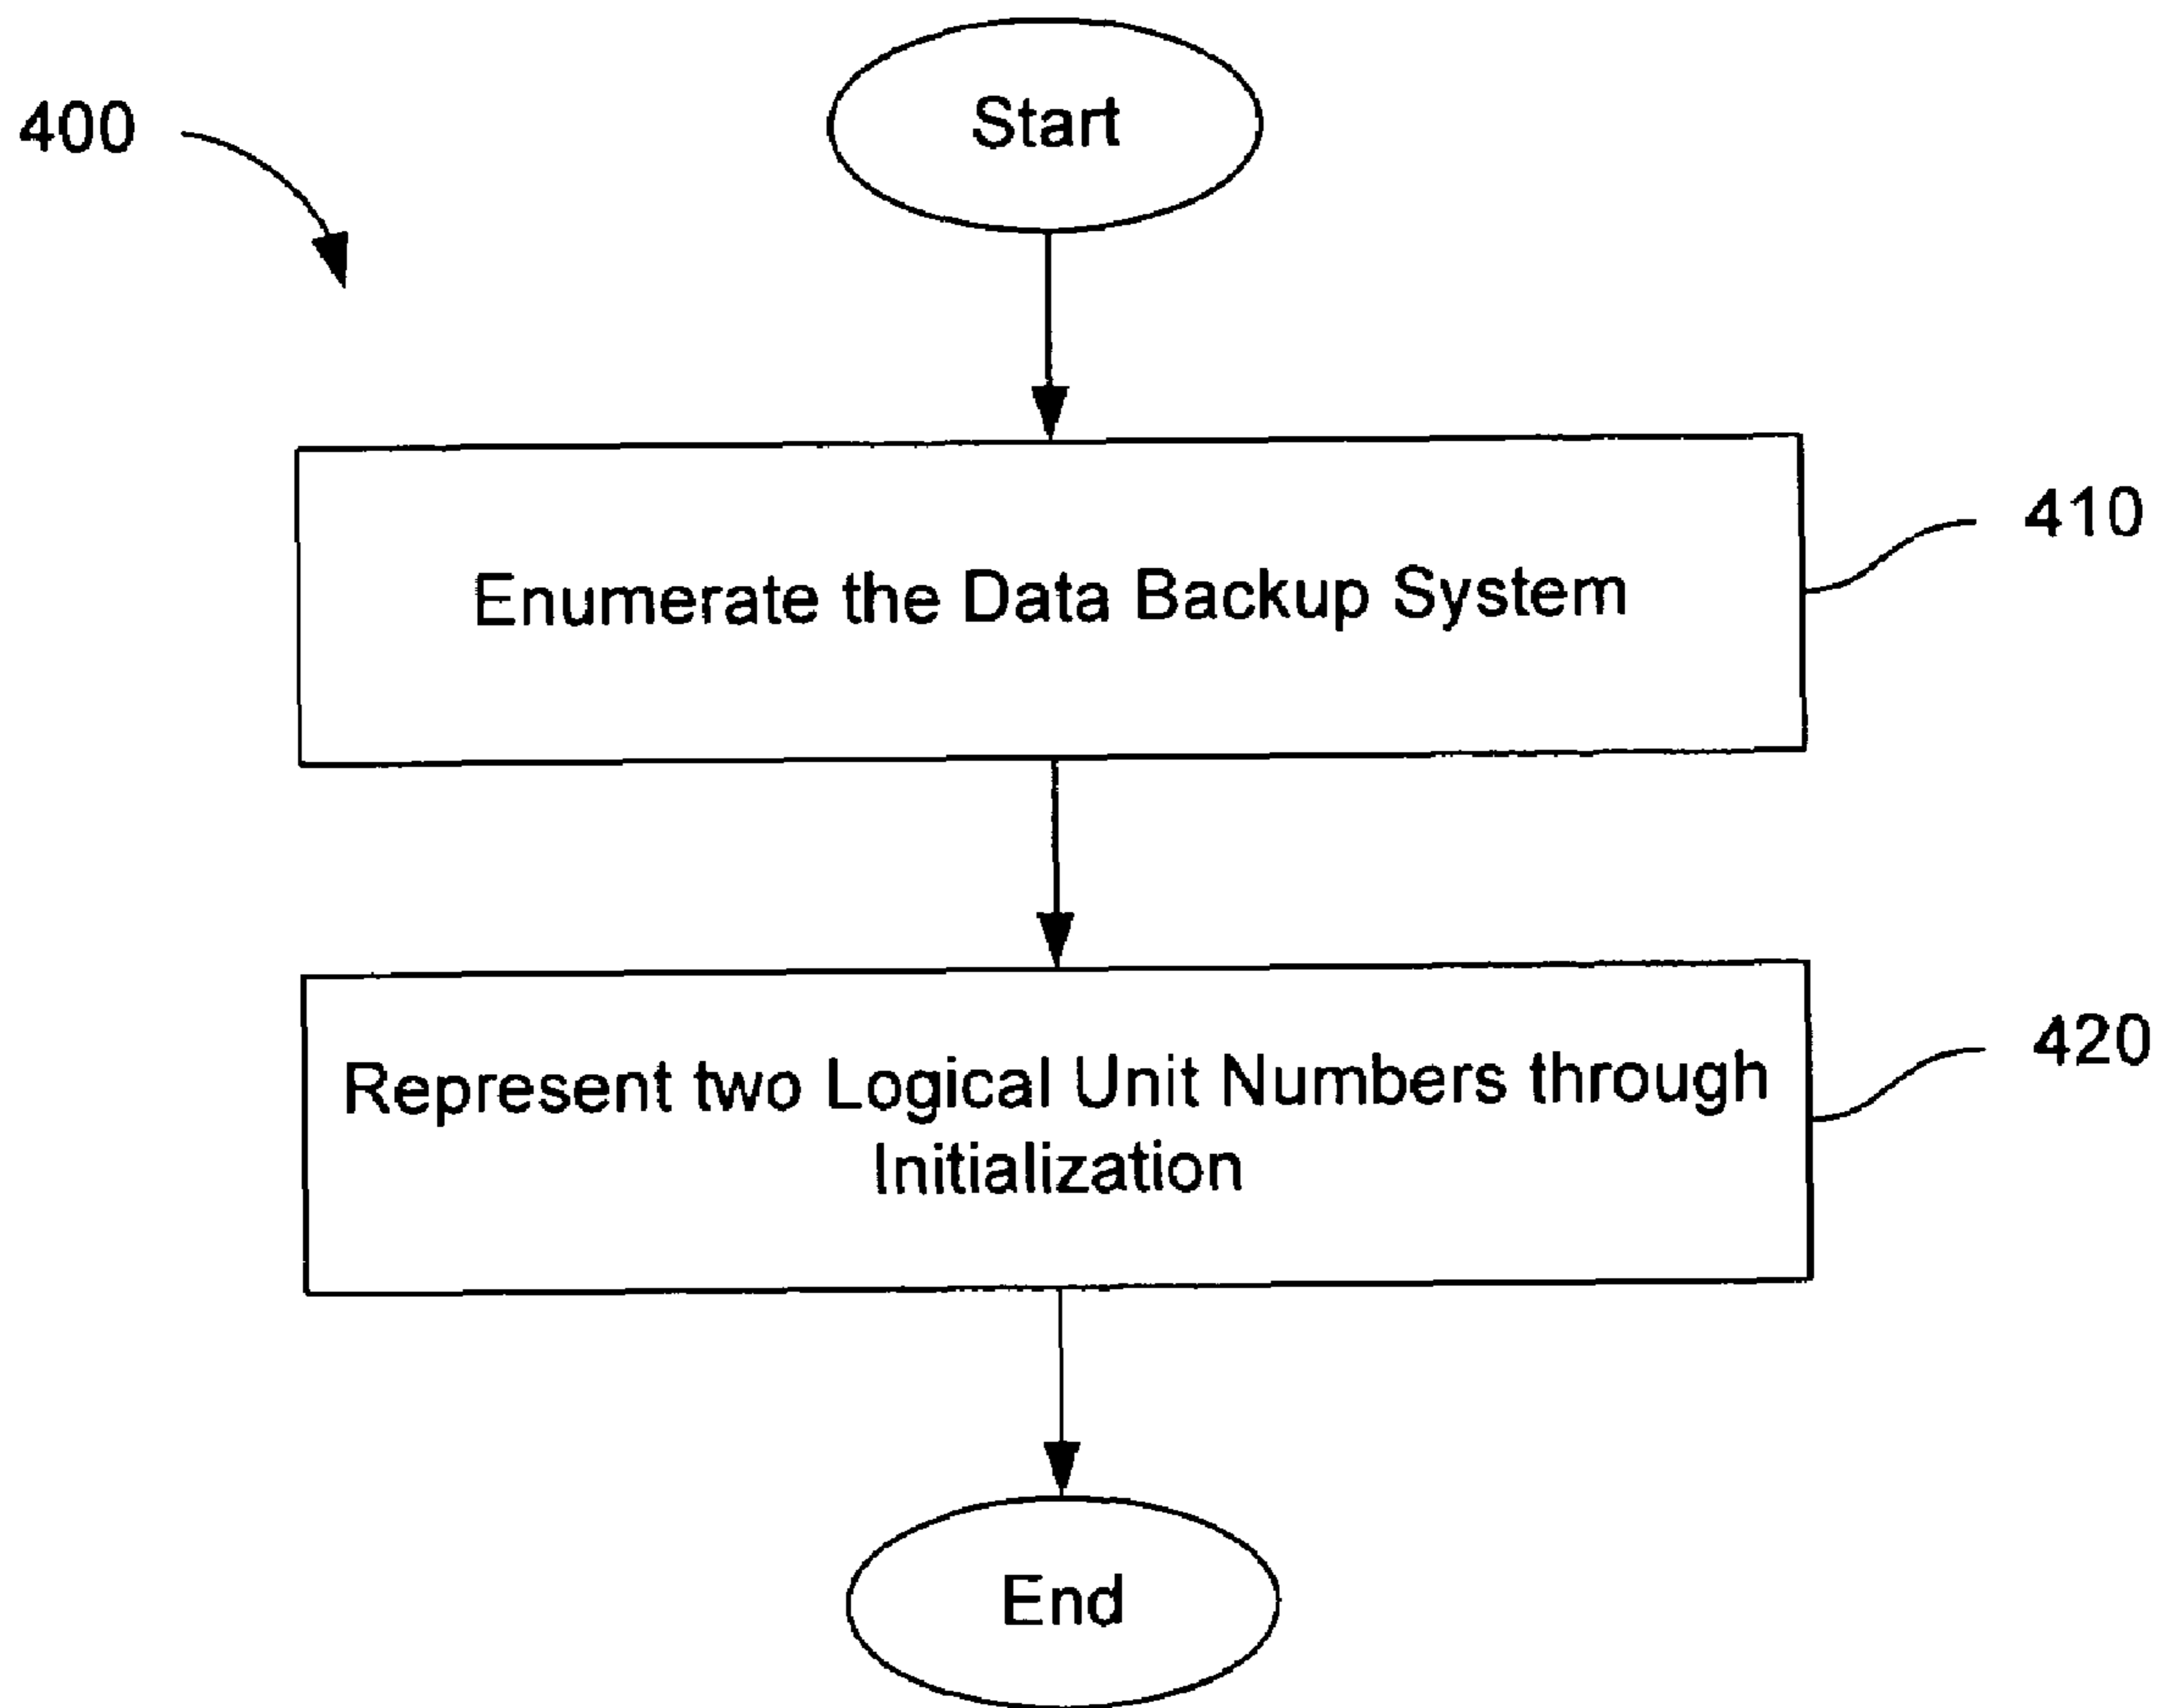 400
Start
Enumerate the Data Backup System
410
Represent two Logical Unit Numbers through
Initialization
420
End